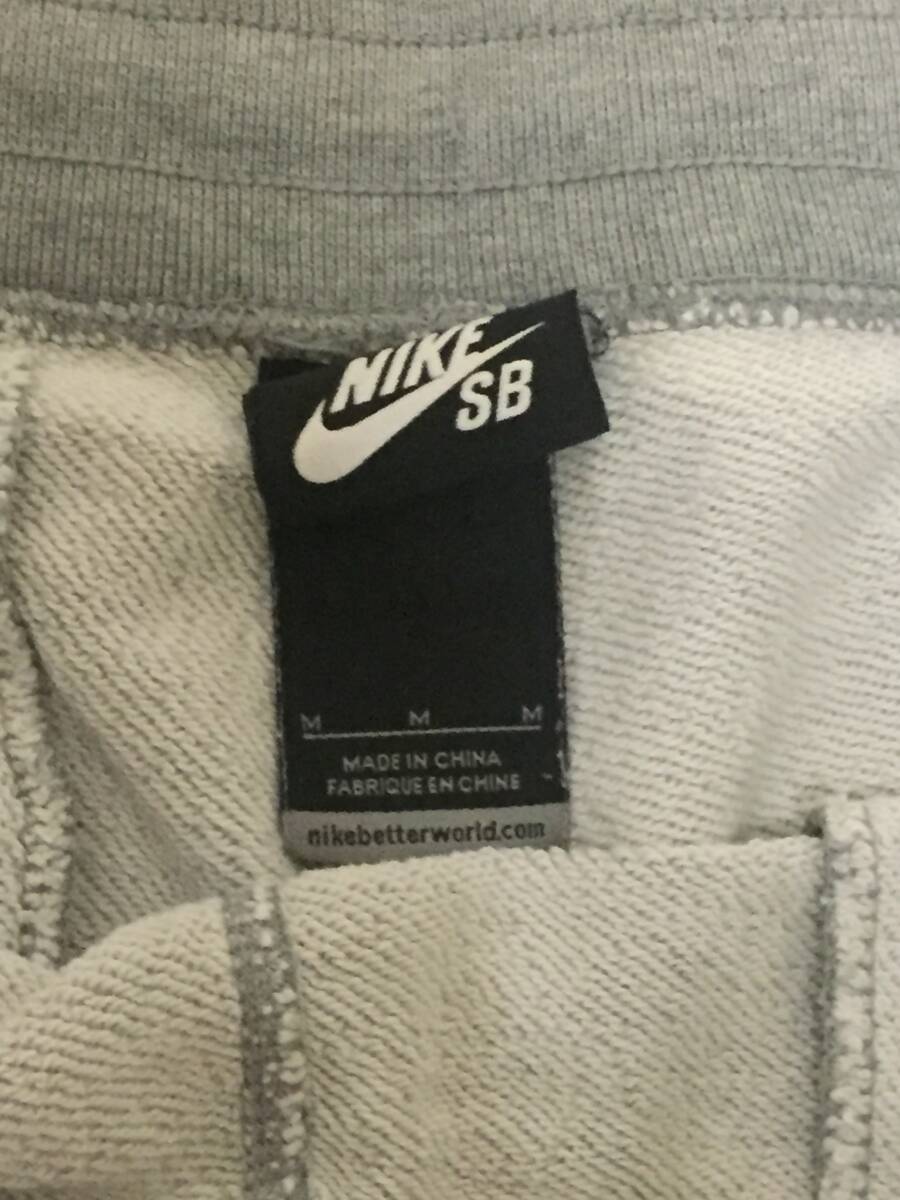 NIKE
SB
M M M
MADE IN CHINA
FABRIQUE EN CHINE
nikebetterworld.com